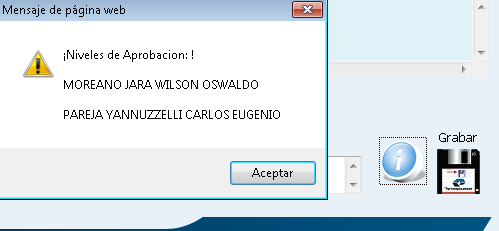 Mensaje de página web
¡Niveles de Aprobacion: !
MOREANO JARA WILSON OSWALDO
PAREJA YANNUZZELLI CARLOS EUGENIO
Grabar
Aceptar